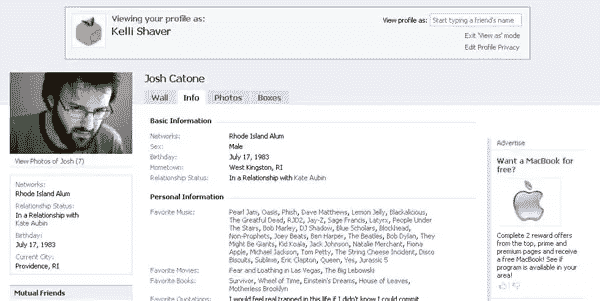 Viewing your profile as:
Kelli Shaver
View profile as: Start typing a friend's name
Exit 'View as' mode
Edit Profile Privacy
Josh Catone
Wall Info Photos Boxes
View Photos of Josh (7)
Networks:
Rhode Island Alum
Relationship Status:
In a Relationship with
Kate Aubin
Birthday:
July 17, 1983
Current City:
Providence, RI
Mutual Friends
Basic Information
Networks: Rhode Island Alum
Sex: Male
Birthday: July 17, 1983
Hometown: West Kingston, RI
Relationship Status: In a Relationship with Kate Aubin
Personal Information
Favorite Music: Pearl Jam, Oasis, Phish, Dave Matthews, Lemon Jelly, Blackalicious,
The Greatful Dead, RJD2, Jay-Z, Sage Francis, Latyrx, People Under
The Stairs, Bob Marley, DJ Shadow, Blue Scholars, Blockhead,
Non-Prophets, Joey Beats, Ben Harper, The Beatles, Bob Dylan, They
Might Be Giants, Kid Koala, Jack Johnson, Natalie Merchant, Fiona
Apple, Michael Jackson, Tom Petty, The String Cheese Incident, Disco
Biscuits, Sublime, Eric Clapton, Queen, Yes, Jurassic 5
Favorite Movies: Fear and Loathing in Las Vegas, The Big Lebowski
Favorite Books: Survivor, Wheel of Time, Einstein's Dreams, House of Leaves,
Motherless Brooklyn
Favorite Quotations: I would feel real trapped in this life if I didn't know I could commit
Advertise
Want a MacBook for
free?
Complete 2 reward offers
from the top, prime and
premium pages and receive
a free MacBook! See if
program is available in your
area!